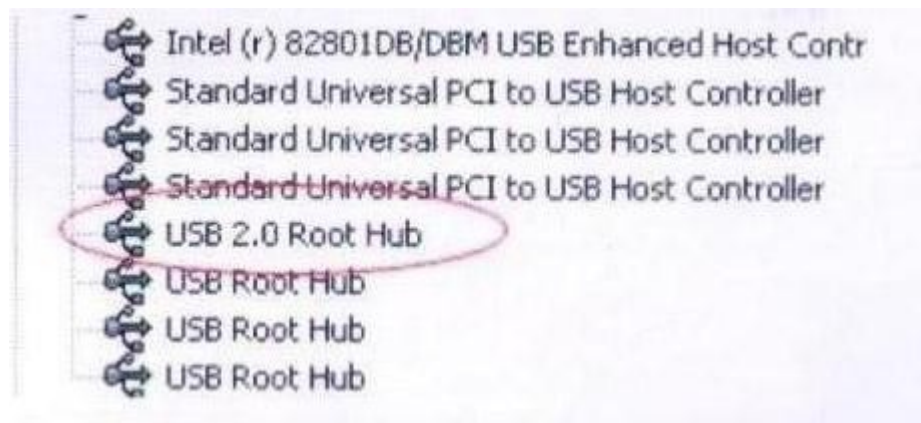 Intel (r) 82801DB/DBM USB Enhanced Host Contr
Standard Universal PCI to USB Host Controller
Standard Universal PCI to USB Host Controller
Standard Universal PCI to USB Host Controller
USB 2.0 Root Hub
USB Root Hub
USB Root Hub
USB Root Hub